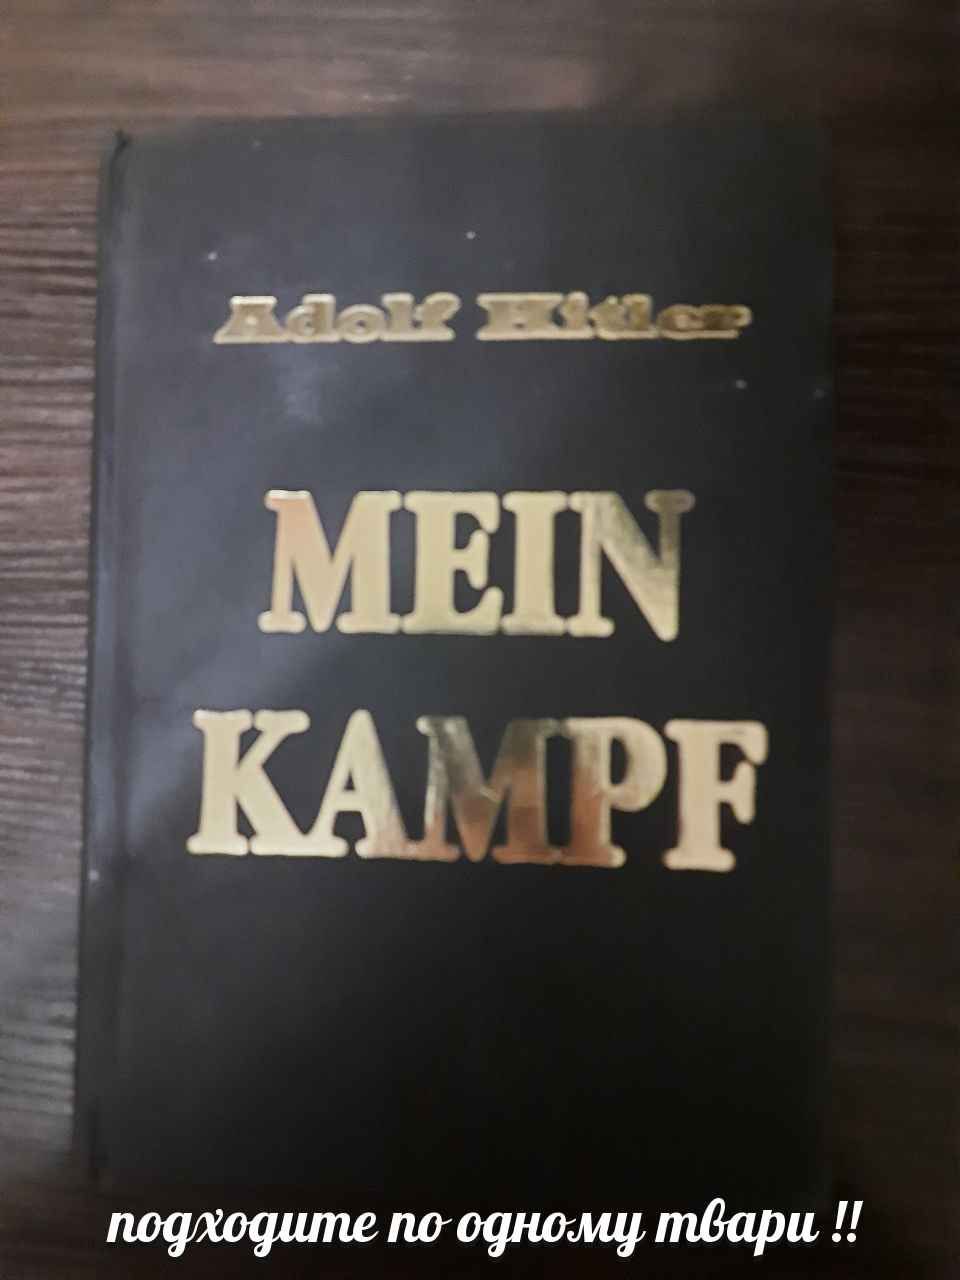 Adolf Hitler
MEIN
KAMPF
подходите по одному твари !!